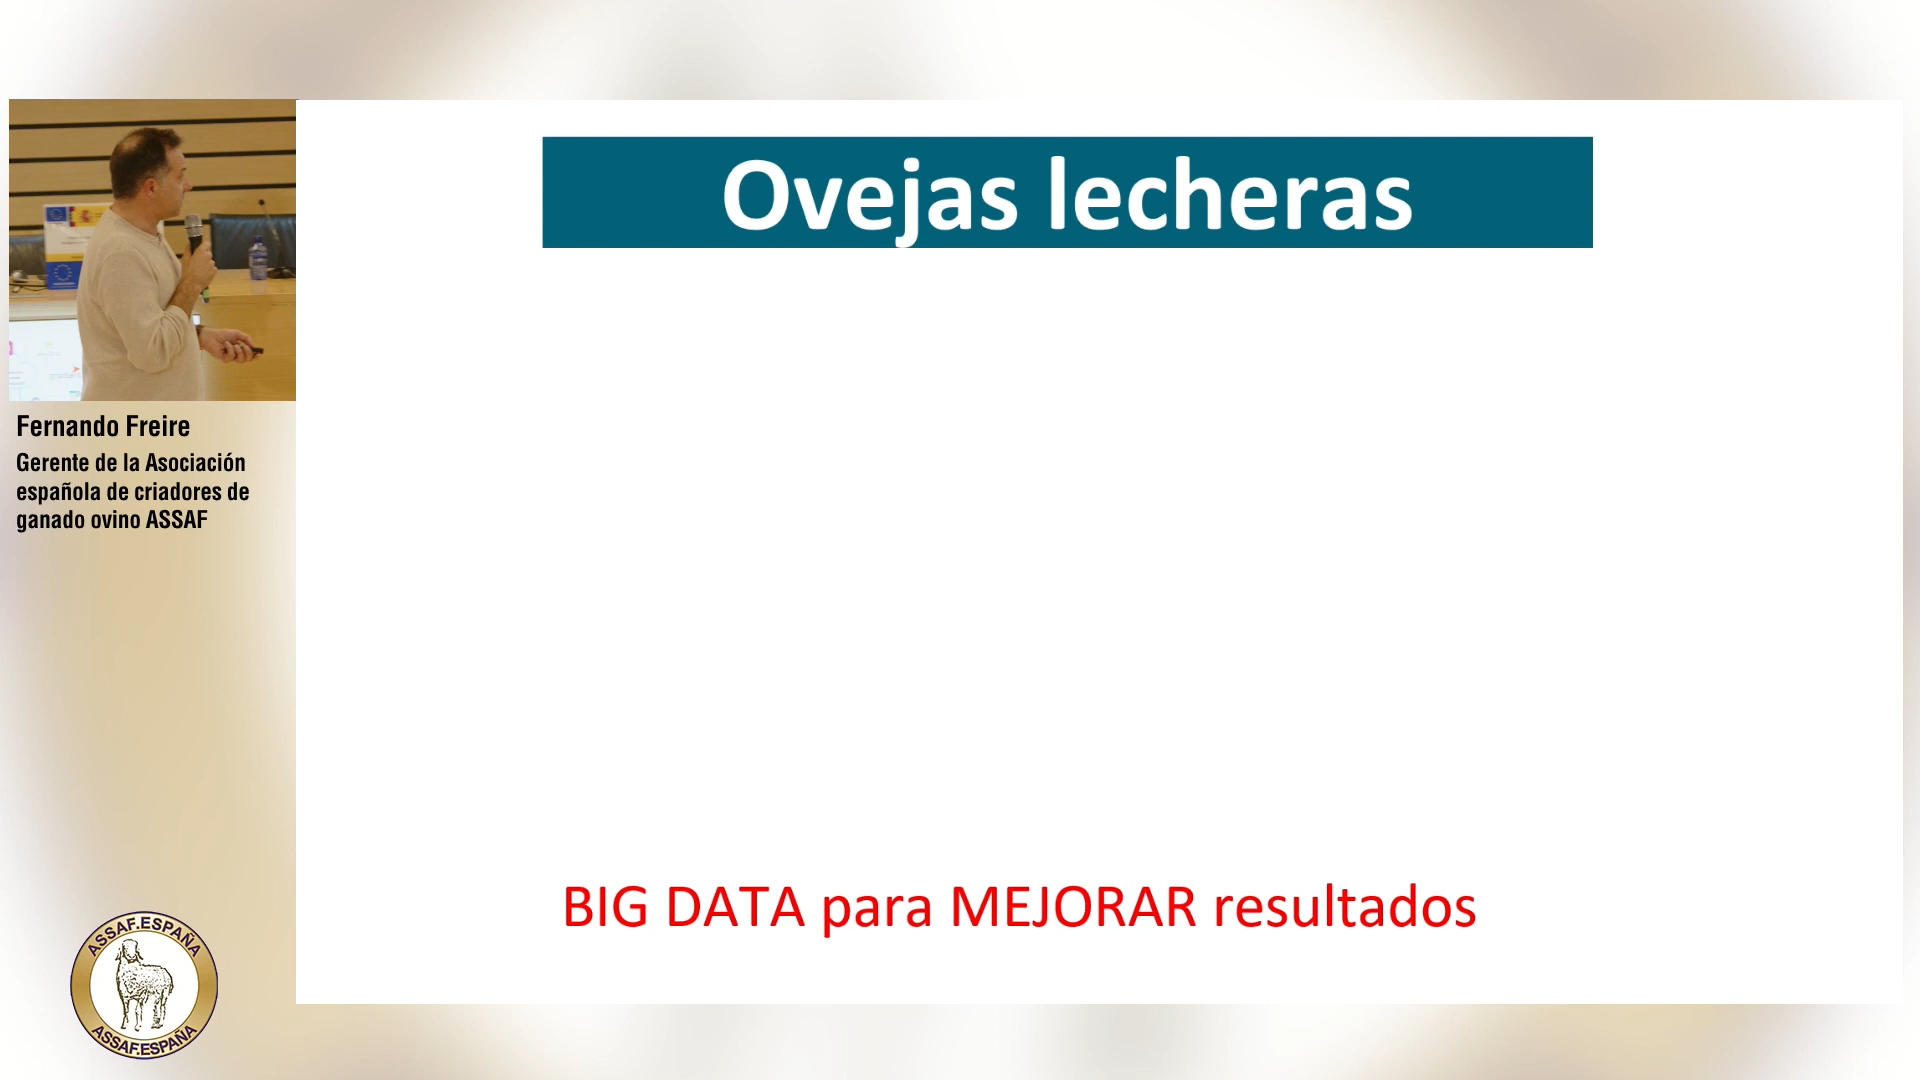 Ovejas lecheras
Fernando Freire
Gerente de la Asociación
española de criadores de
ganado ovino ASSAF
BIG DATA para MEJORAR resultados
ASSAF.ESPAÑA
ASSAF.ESPAÑA